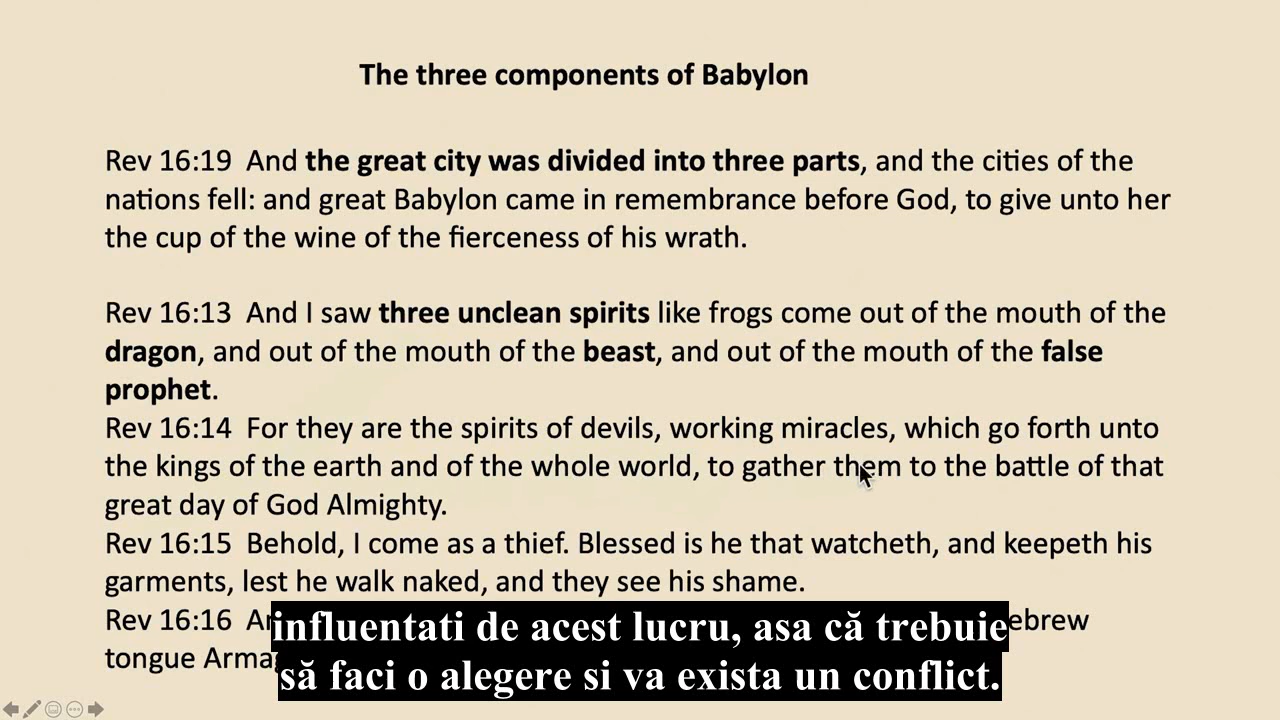 The three components of Babylon
Rev 16:19 And the great city was divided into three parts, and the cities of the
nations fell: and great Babylon came in remembrance before God, to give unto her
the cup of the wine of the fierceness of his wrath.
Rev 16:13 And I saw three unclean spirits like frogs come out of the mouth of the
dragon, and out of the mouth of the beast, and out of the mouth of the false
prophet.
Rev 16:14 For they are the spirits of devils, working miracles, which go forth unto
the kings of the earth and of the whole world, to gather them to the battle of that
great day of God Almighty.
Rev 16:15 Behold, I come as a thief. Blessed is he that watcheth, and keepeth his
garments, lest he walk naked, and they see his shame.
Rev 16:16
tongue
influentati de acest lucru, asa că trebuie
să faci o alegere si va exista un conflict.